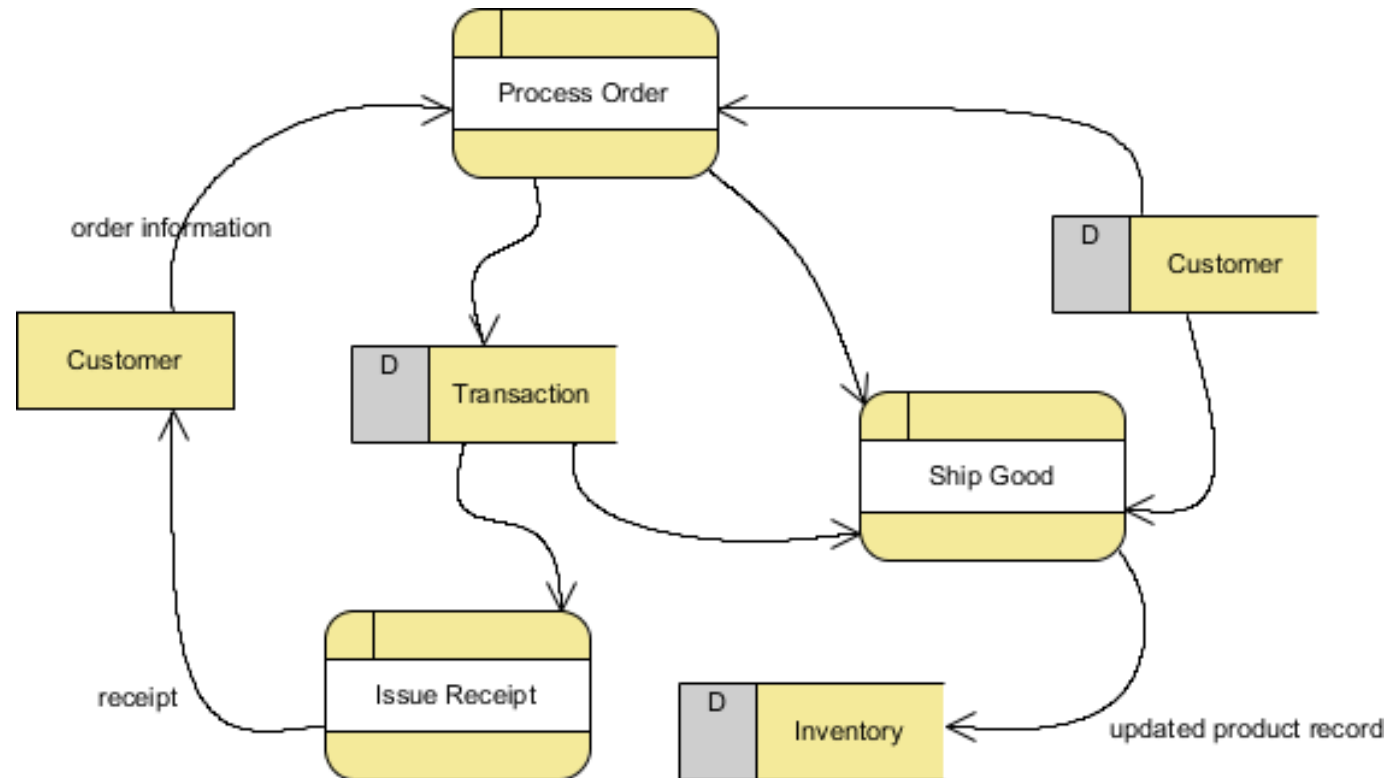 Process Order
order information
D
Customer
Customer
D
Transaction
Ship Good
receipt
Issue Receipt
D
Inventory
updated product record